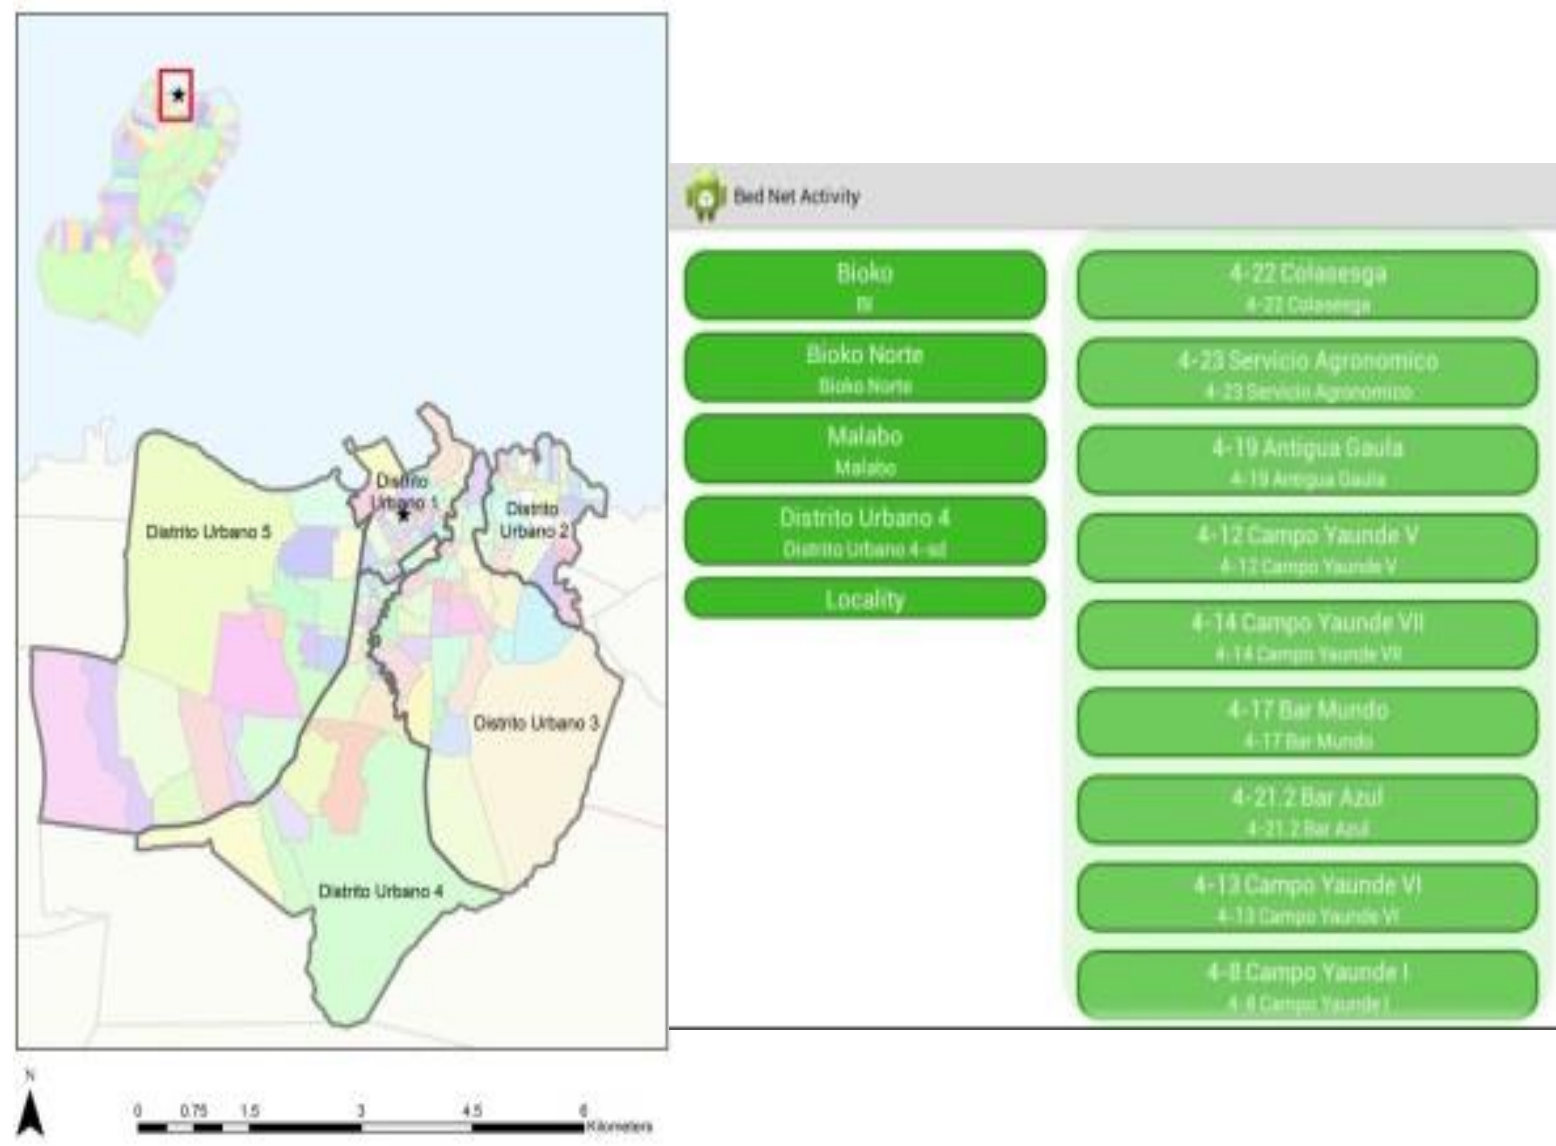 Distrito
Urbano 1
Distrito
Urbano 2
Distrito Urbano 5
Distrito Urbano 3
Distrito Urbano 4
N
0 0.75 1.5 3 4.5 6
Kilometers
Bed Net Activity
Bioko
BI
Bioko Norte
Bioko Norte
Malabo
Malabo
Distrito Urbano 4
Distrito Urbano 4-sd
Locality
4-22 Colasesga
4-22 Colasesga
4-23 Servicio Agronomico
4-23 Servicio Agronomico
4-19 Antigua Gaula
4-19 Antigua Gaula
4-12 Campo Yaunde V
4-12 Campo Yaunde V
4-14 Campo Yaunde VII
4-14 Campo Yaunde VII
4-17 Bar Mundo
4-17 Bar Mundo
4-21.2 Bar Azul
4-21.2 Bar Azul
4-13 Campo Yaunde VI
4-13 Campo Yaunde VI
4-8 Campo Yaunde I
4-8 Campo Yaunde I